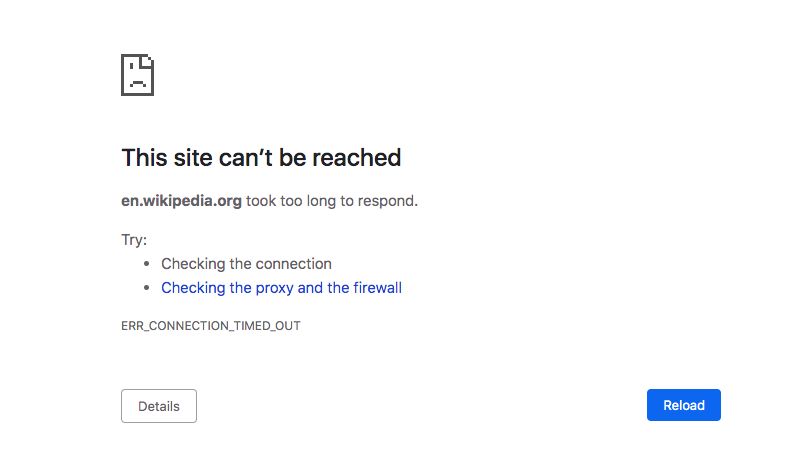 This site can’t be reached
en.wikipedia.org took too long to respond.
Try:
• Checking the connection
• Checking the proxy and the firewall
ERR_CONNECTION_TIMED_OUT
Details
Reload